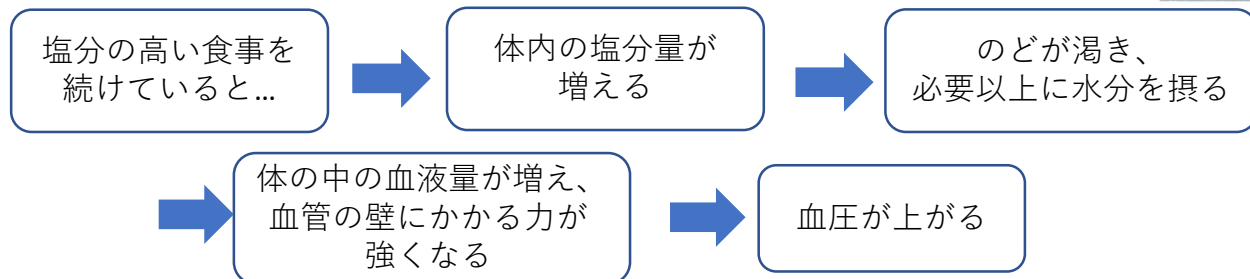 塩分の高い食事を
続けていると…
体内の塩分量が
増える
のどが渇き、
必要以上に水分を摂る
体の中の血液量が増え、
血管の壁にかかる力が
強くなる
血圧が上がる